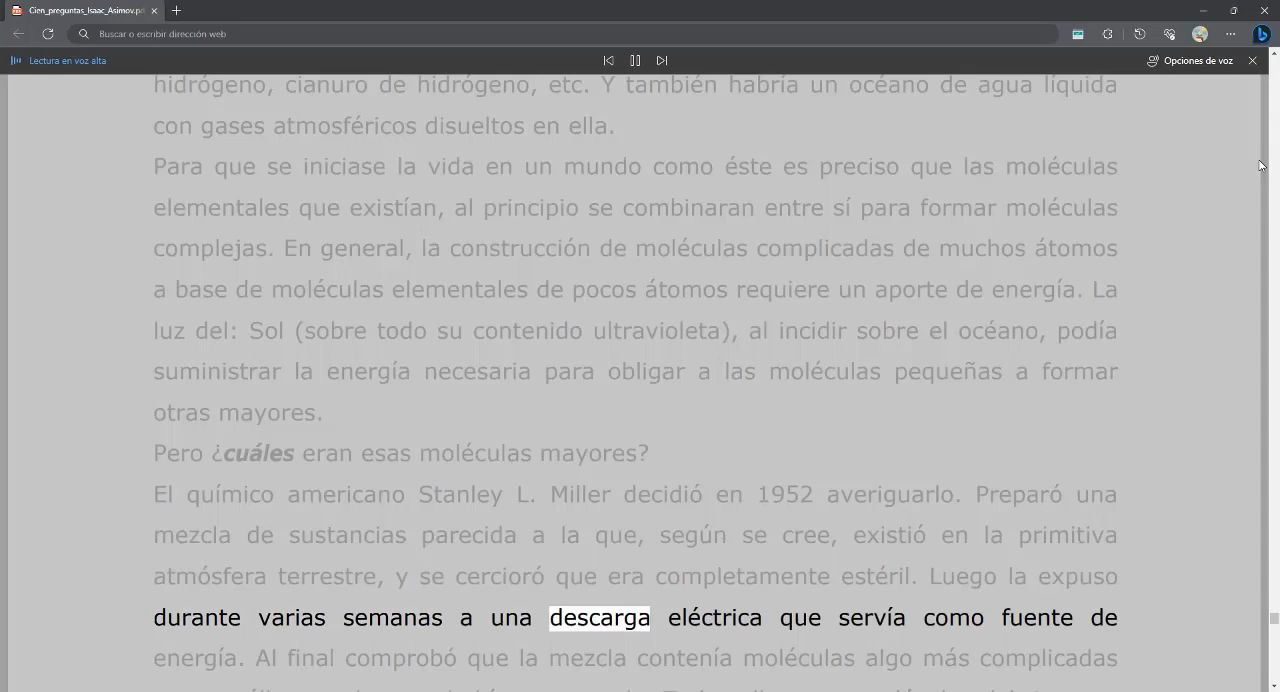 Cien_preguntas_Isaac_Asimov.pd
Buscar o escribir dirección web
Lectura en voz alta
Opciones de voz
hidrógeno, cianuro de hidrógeno, etc. Y también habría un océano de agua líquida
con gases atmosféricos disueltos en ella.
Para que se iniciase la vida en un mundo como éste es preciso que las moléculas
elementales que existían, al principio se combinaran entre sí para formar moléculas
complejas. En general, la construcción de moléculas complicadas de muchos átomos
a base de moléculas elementales de pocos átomos requiere un aporte de energía. La
luz del: Sol (sobre todo su contenido ultravioleta), al incidir sobre el océano, podía
suministrar la energía necesaria para obligar a las moléculas pequeñas a formar
otras mayores.
Pero ¿cuáles eran esas moléculas mayores?
El químico americano Stanley L. Miller decidió en 1952 averiguarlo. Preparó una
mezcla de sustancias parecida a la que, según se cree, existió en la primitiva
atmósfera terrestre, y se cercioró que era completamente estéril. Luego la expuso
durante varias semanas a una descarga eléctrica que servía como fuente de
energía. Al final comprobó que la mezcla contenía moléculas algo más complicadas